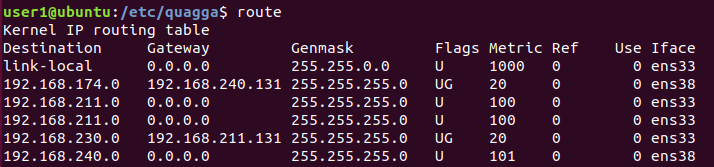 user1@ubuntu:/etc/quagga$ route
Kernel IP routing table
Destination Gateway Genmask Flags Metric Ref Use Iface
link-local 0.0.0.0 255.255.0.0 U 1000 0 0 ens33
192.168.174.0 192.168.240.131 255.255.255.0 UG 20 0 0 ens38
192.168.211.0 0.0.0.0 255.255.255.0 U 100 0 0 ens33
192.168.211.0 0.0.0.0 255.255.255.0 U 100 0 0 ens33
192.168.230.0 192.168.211.131 255.255.255.0 UG 20 0 0 ens33
192.168.240.0 0.0.0.0 255.255.255.0 U 101 0 0 ens38